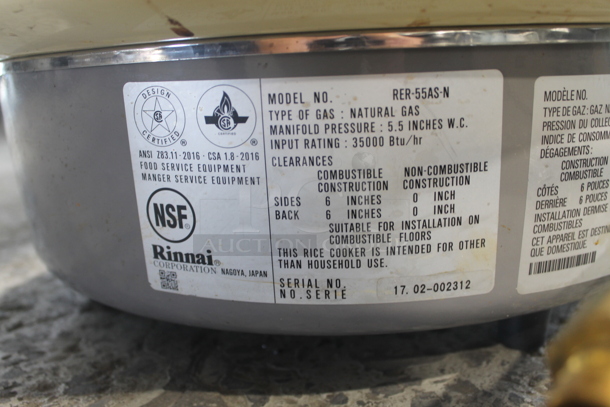 DESIGN
CERTIFIED
CERTIFIED
ANSI Z83.11-2016 · CSA 1.8-2016
FOOD SERVICE EQUIPMENT
MANGER SERVICE EQUIPMENT
NSF®
Rinnai®
CORPORATION NAGOYA, JAPAN
MODEL NO. RER-55AS-N
TYPE OF GAS : NATURAL GAS
MANIFOLD PRESSURE : 5.5 INCHES W.C.
INPUT RATING : 35000 Btu/hr
CLEARANCES
COMBUSTIBLE NON-COMBUSTIBLE
CONSTRUCTION CONSTRUCTION
SIDES 6 INCHES 0 INCH
BACK 6 INCHES 0 INCH
SUITABLE FOR INSTALLATION ON
COMBUSTIBLE FLOORS
THIS RICE COOKER IS INTENDED FOR OTHER
THAN HOUSEHOLD USE.
SERIAL NO.
NO.SERIE 17. 02-002312
MODÈLE NO.
TYPE DE GAZ : GAZ
PRESSION DU
INDICE DE
DÉGAGEMENTS:
CONSTRUCTION
COMBUSTIBLE
CÔTÉS 6 POUCES
DERRIÈRE 6 POUCES
INSTALLATION DERMISE
COMBUSTIBLES
CET APPAREIL EST
QUE DOMESTIQUE.